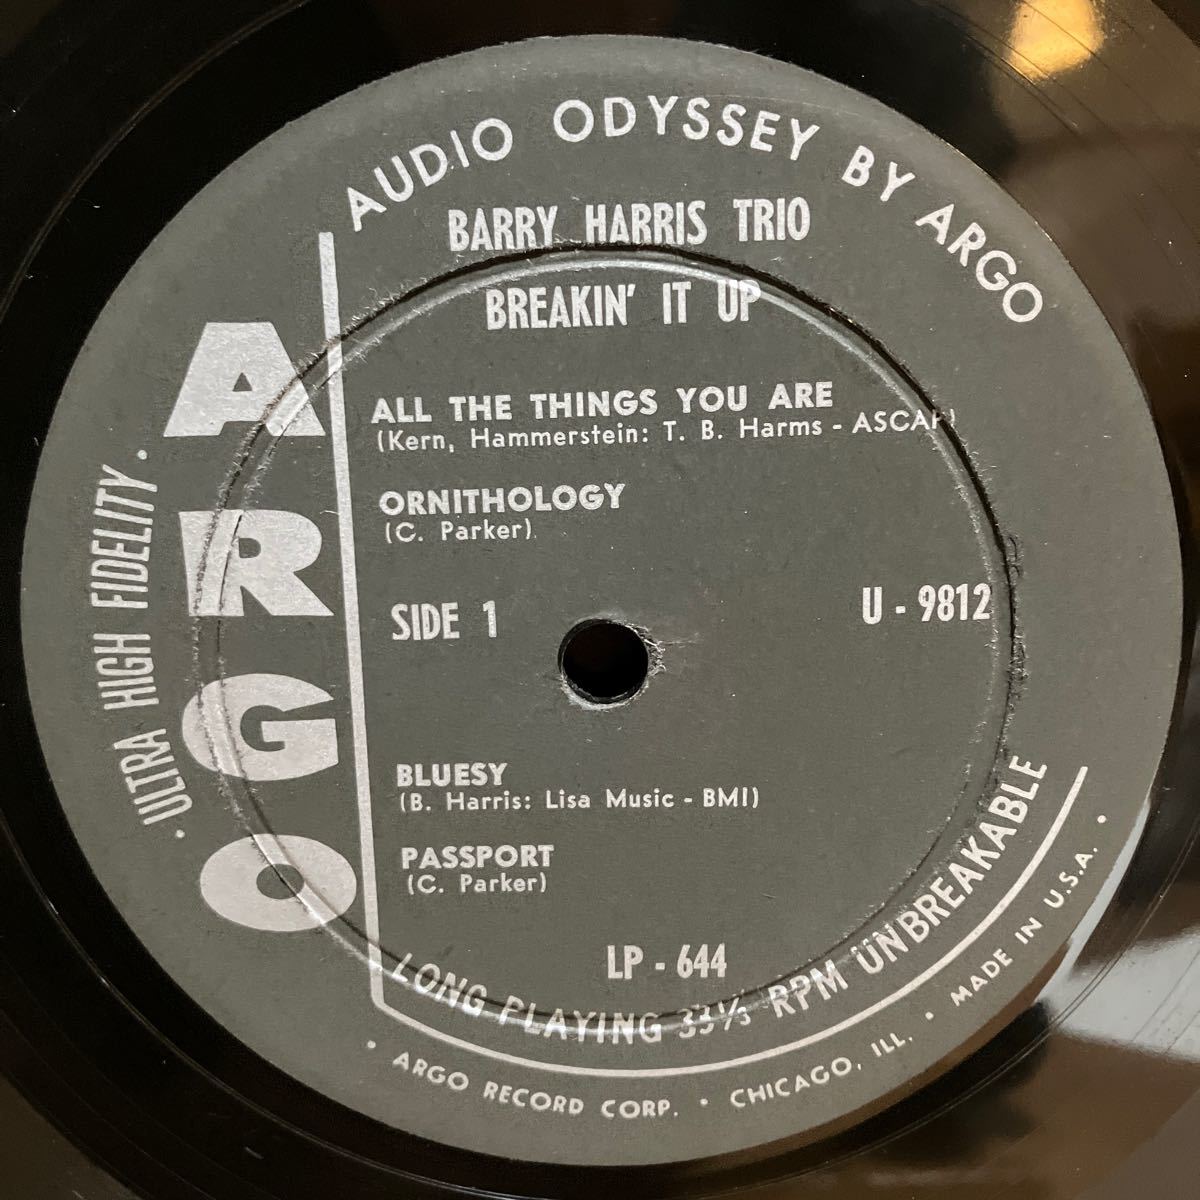 AUDIO ODYSSEY BY ARGO
BARRY HARRIS TRIO
BREAKIN' IT UP
ALL THE THINGS YOU ARE
(Kern, Hammerstein: T. B. Harms - ASCAP)
ORNITHOLOGY
(C. Parker)
SIDE 1
U - 9812
BLUESY
(B. Harris: Lisa Music - BMI)
PASSPORT
(C. Parker)
LP - 644
ARGO
• ULTRA HIGH FIDELITY •
LONG PLAYING 33⅓ RPM UNBREAKABLE
• ARGO RECORD CORP. • CHICAGO, ILL. • MADE IN U.S.A. •